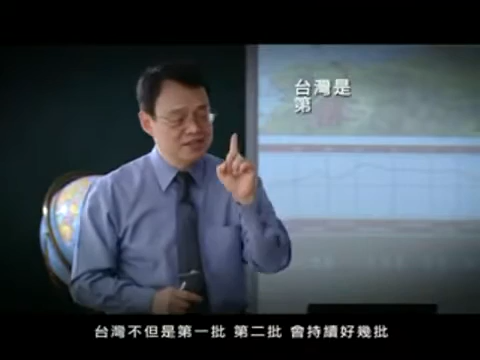 台灣是
第
台灣不但是第一批 第二批 會持續好幾批